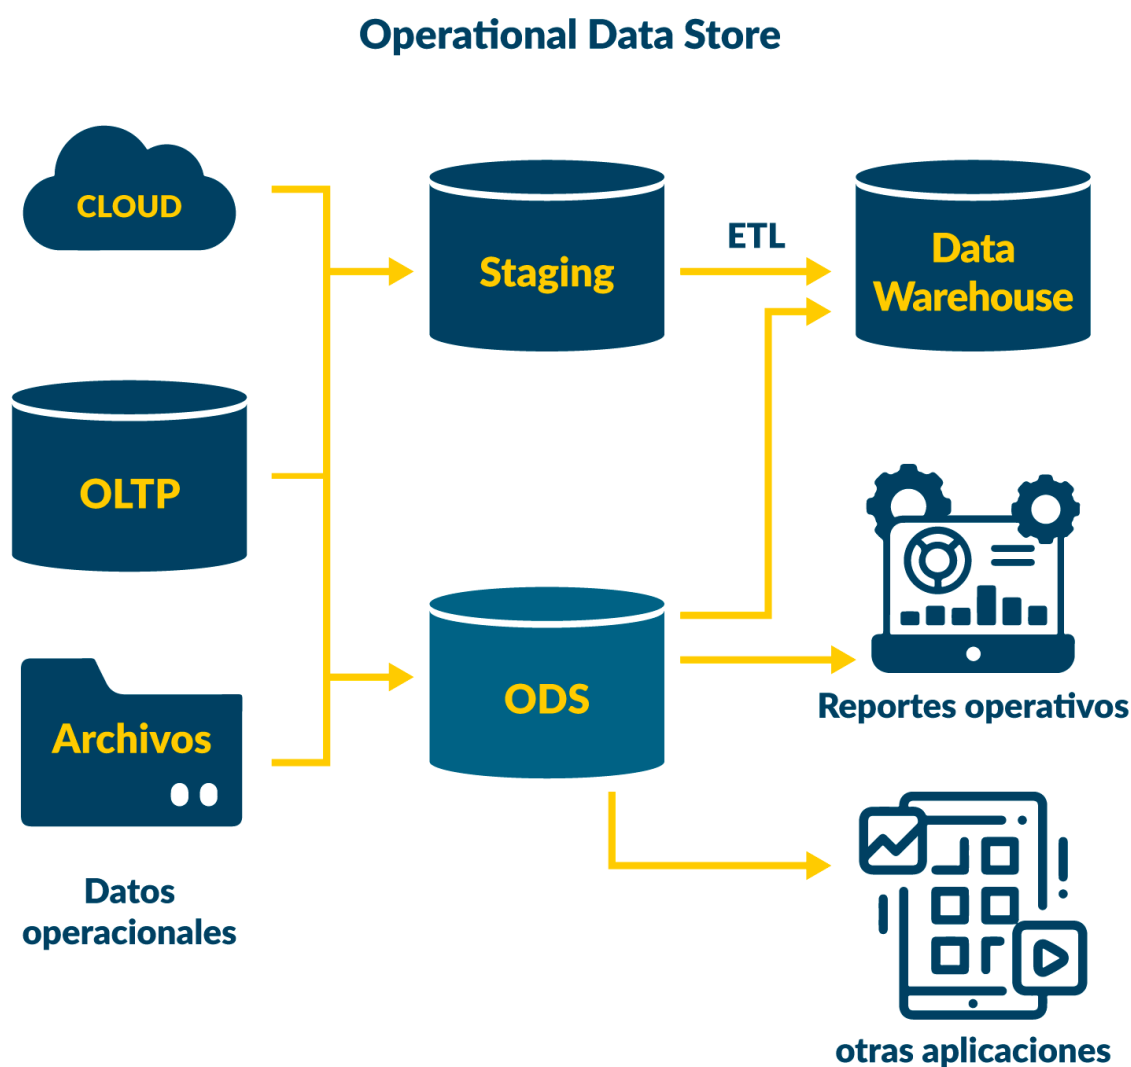 Operational Data Store
CLOUD
Staging
ETL
Data
Warehouse
OLTP
ODS
Reportes operativos
Archivos
Datos
operacionales
otras aplicaciones